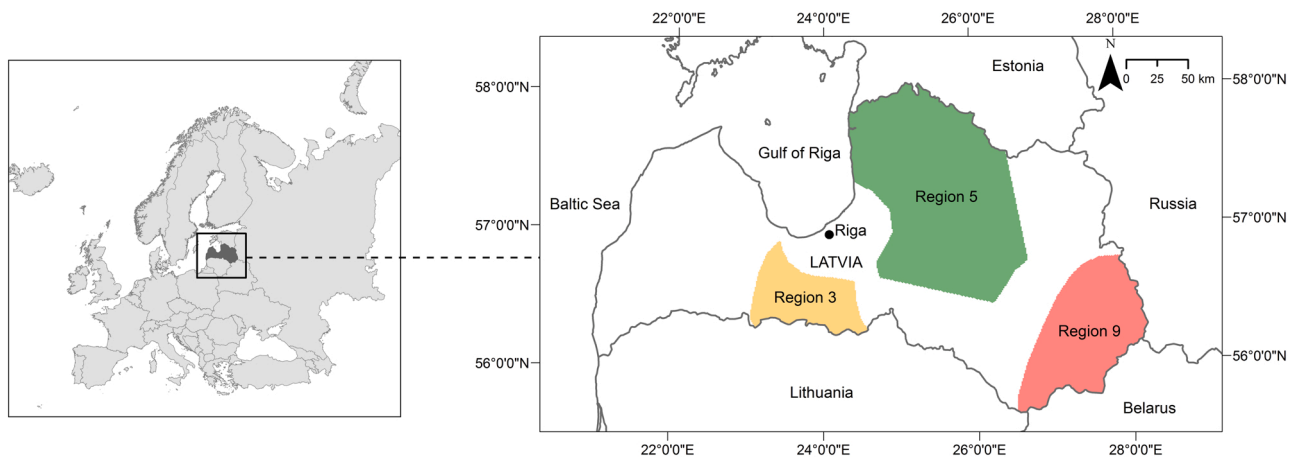 22°0'0"E
24°0'0"E
26°0'0"E
28°0'0"E
N
0 25 50 km
58°0'0"N
58°0'0"N
Estonia
Gulf of Riga
Baltic Sea
Region 5
Russia
57°0'0"N
57°0'0"N
Riga
LATVIA
Region 3
Region 9
56°0'0"N
56°0'0"N
Lithuania
Belarus
22°0'0"E
24°0'0"E
26°0'0"E
28°0'0"E